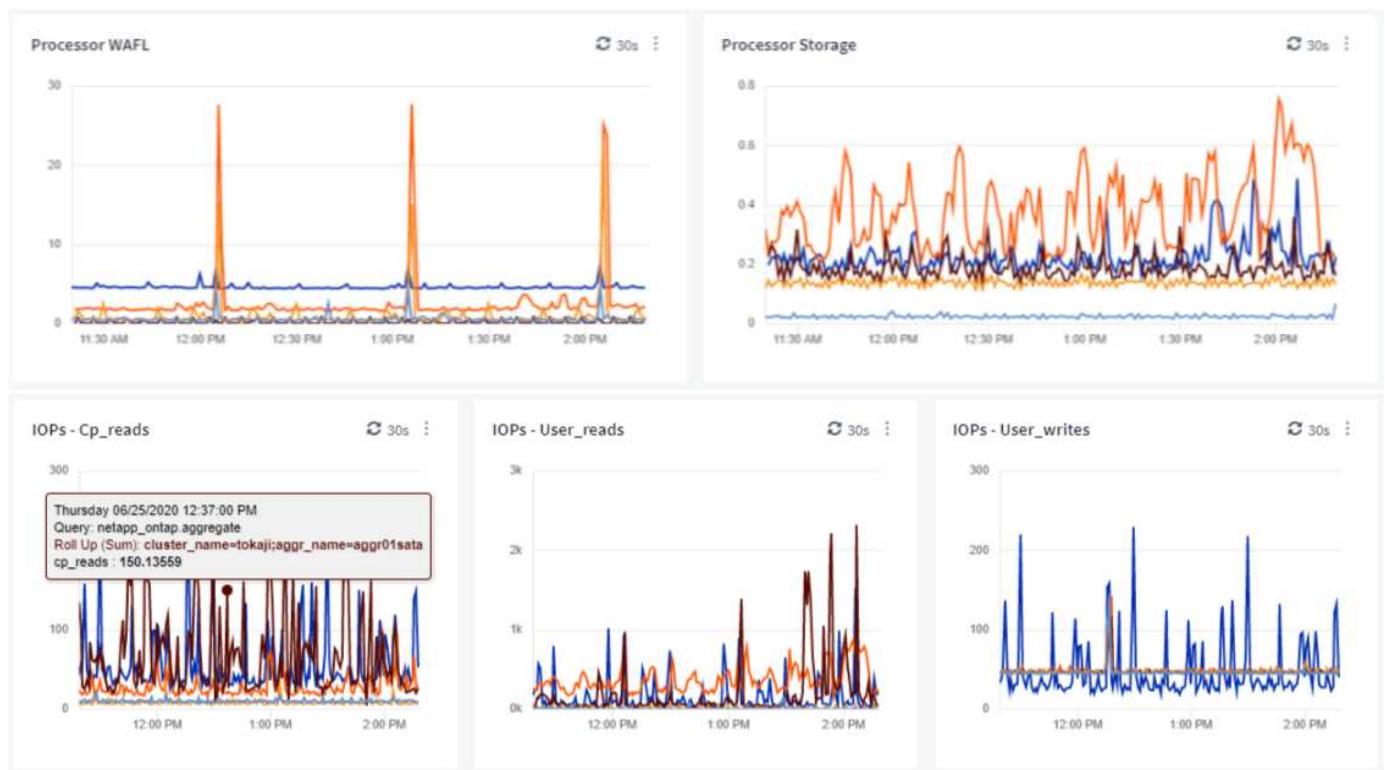 Processor WAFL
30s
30
20
10
0
11:30 AM 12:00 PM 12:30 PM 1:00 PM 1:30 PM 2:00 PM
Processor Storage
30s
0.8
0.6
0.4
0.2
0
11:30 AM 12:00 PM 12:30 PM 1:00 PM 1:30 PM 2:00 PM
IOPs - Cp_reads
30s
300
Thursday 06/25/2020 12:37:00 PM
Query: netapp_ontap.aggregate
Roll Up (Sum): cluster_name=tokaji;aggr_name=aggr01sata
cp_reads : 150.13559
100
0
12:00 PM 1:00 PM 2:00 PM
IOPs - User_reads
30s
3k
2k
1k
0k
12:00 PM 1:00 PM 2:00 PM
IOPs - User_writes
30s
300
200
100
0
12:00 PM 1:00 PM 2:00 PM